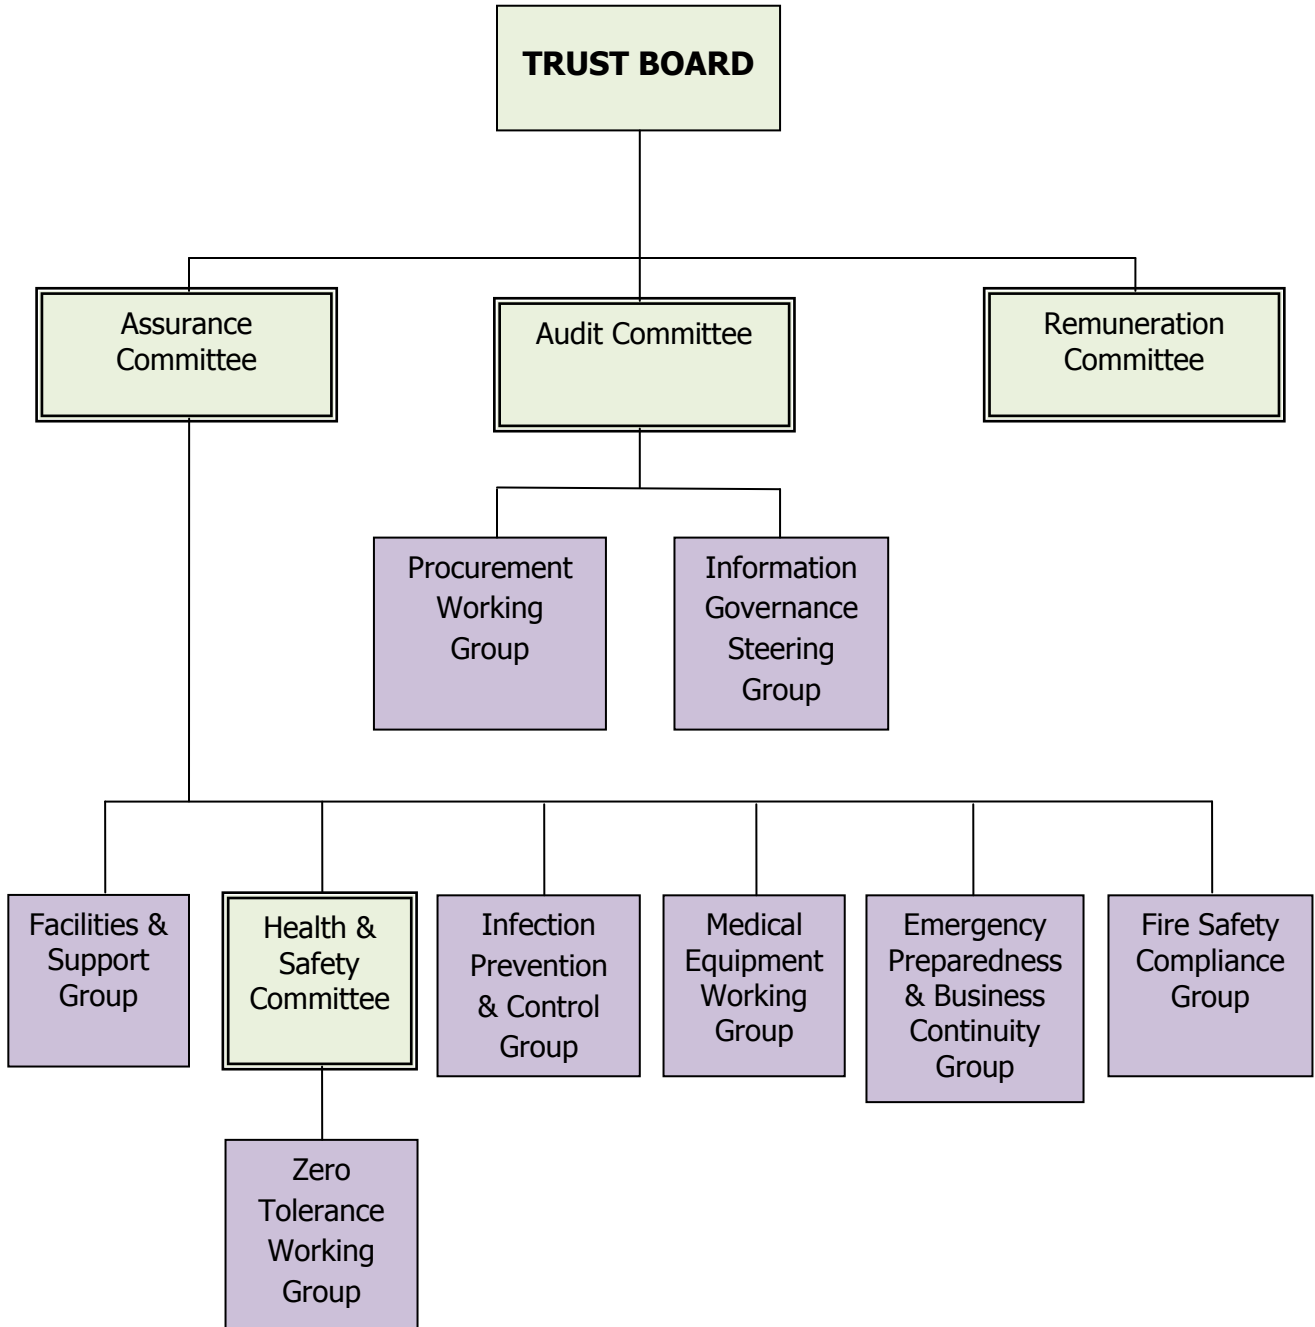 TRUST BOARD
Assurance
Committee
Audit Committee
Remuneration
Committee
Procurement
Working
Group
Information
Governance
Steering
Group
Facilities &
Support
Group
Health &
Safety
Committee
Infection
Prevention
& Control
Group
Medical
Equipment
Working
Group
Emergency
Preparedness
& Business
Continuity
Group
Fire Safety
Compliance
Group
Zero
Tolerance
Working
Group